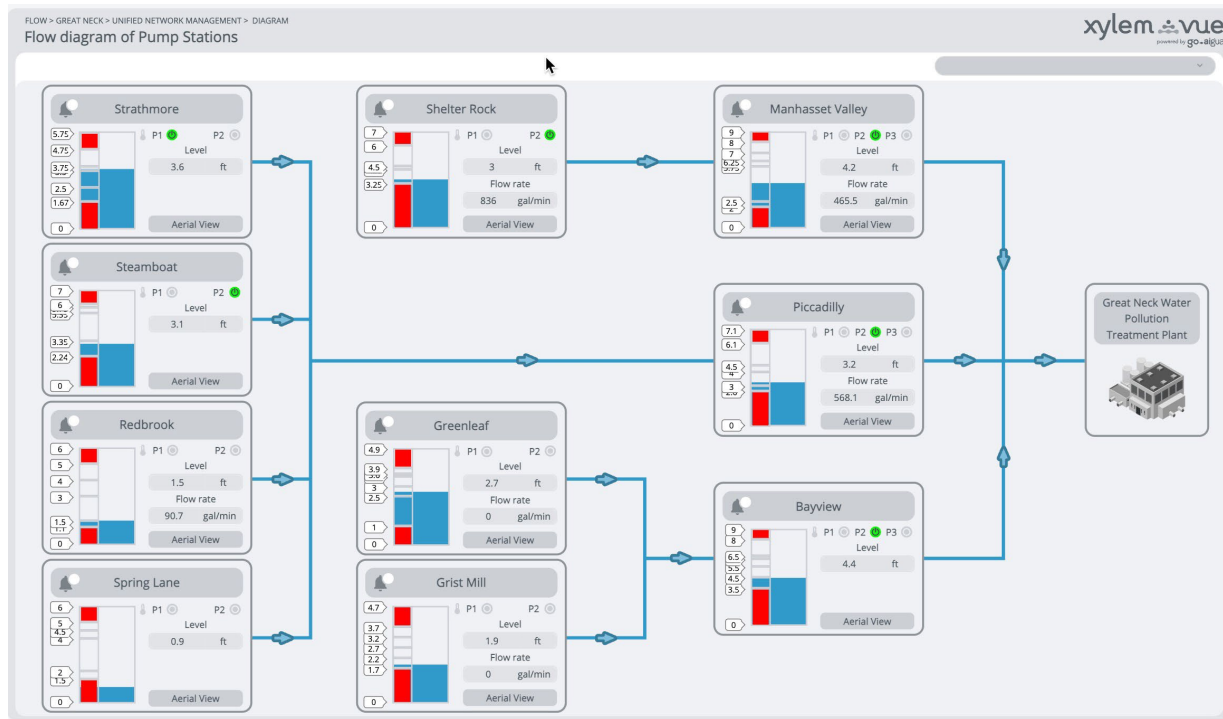 FLOW > GREAT NECK > UNIFIED NETWORK MANAGEMENT > DIAGRAM
Flow diagram of Pump Stations
xylem vue
powered by go-aigua
Strathmore
5.75
4.75
3.75
2.5
1.67
0
P1 P2
Level
3.6 ft
Aerial View
Shelter Rock
7
6
4.5
3.25
0
P1 P2
Level
3 ft
Flow rate
836 gal/min
Aerial View
Manhasset Valley
9
8
7
6.25
5.75
2.5
2
0
P1 P2 P3
Level
4.2 ft
Flow rate
465.5 gal/min
Aerial View
Steamboat
7
6
3.35
2.24
0
P1 P2
Level
3.1 ft
Aerial View
Piccadilly
7.1
6.1
4.5
4
3
0
P1 P2 P3
Level
3.2 ft
Flow rate
568.1 gal/min
Aerial View
Great Neck Water
Pollution
Treatment Plant
Redbrook
6
5
4
3
1.5
1.1
0
P1 P2
Level
1.5 ft
Flow rate
90.7 gal/min
Aerial View
Greenleaf
4.9
3.9
3
2.5
1
0
P1 P2
Level
2.7 ft
Flow rate
0 gal/min
Aerial View
Bayview
9
8
6.5
5.5
4.5
3.5
0
P1 P2 P3
Level
4.4 ft
Aerial View
Spring Lane
6
5
4.5
4
2
1.5
0
P1 P2
Level
0.9 ft
Aerial View
Grist Mill
4.7
3.7
3.2
2.7
2.2
1.7
0
P1 P2
Level
1.9 ft
Flow rate
0 gal/min
Aerial View